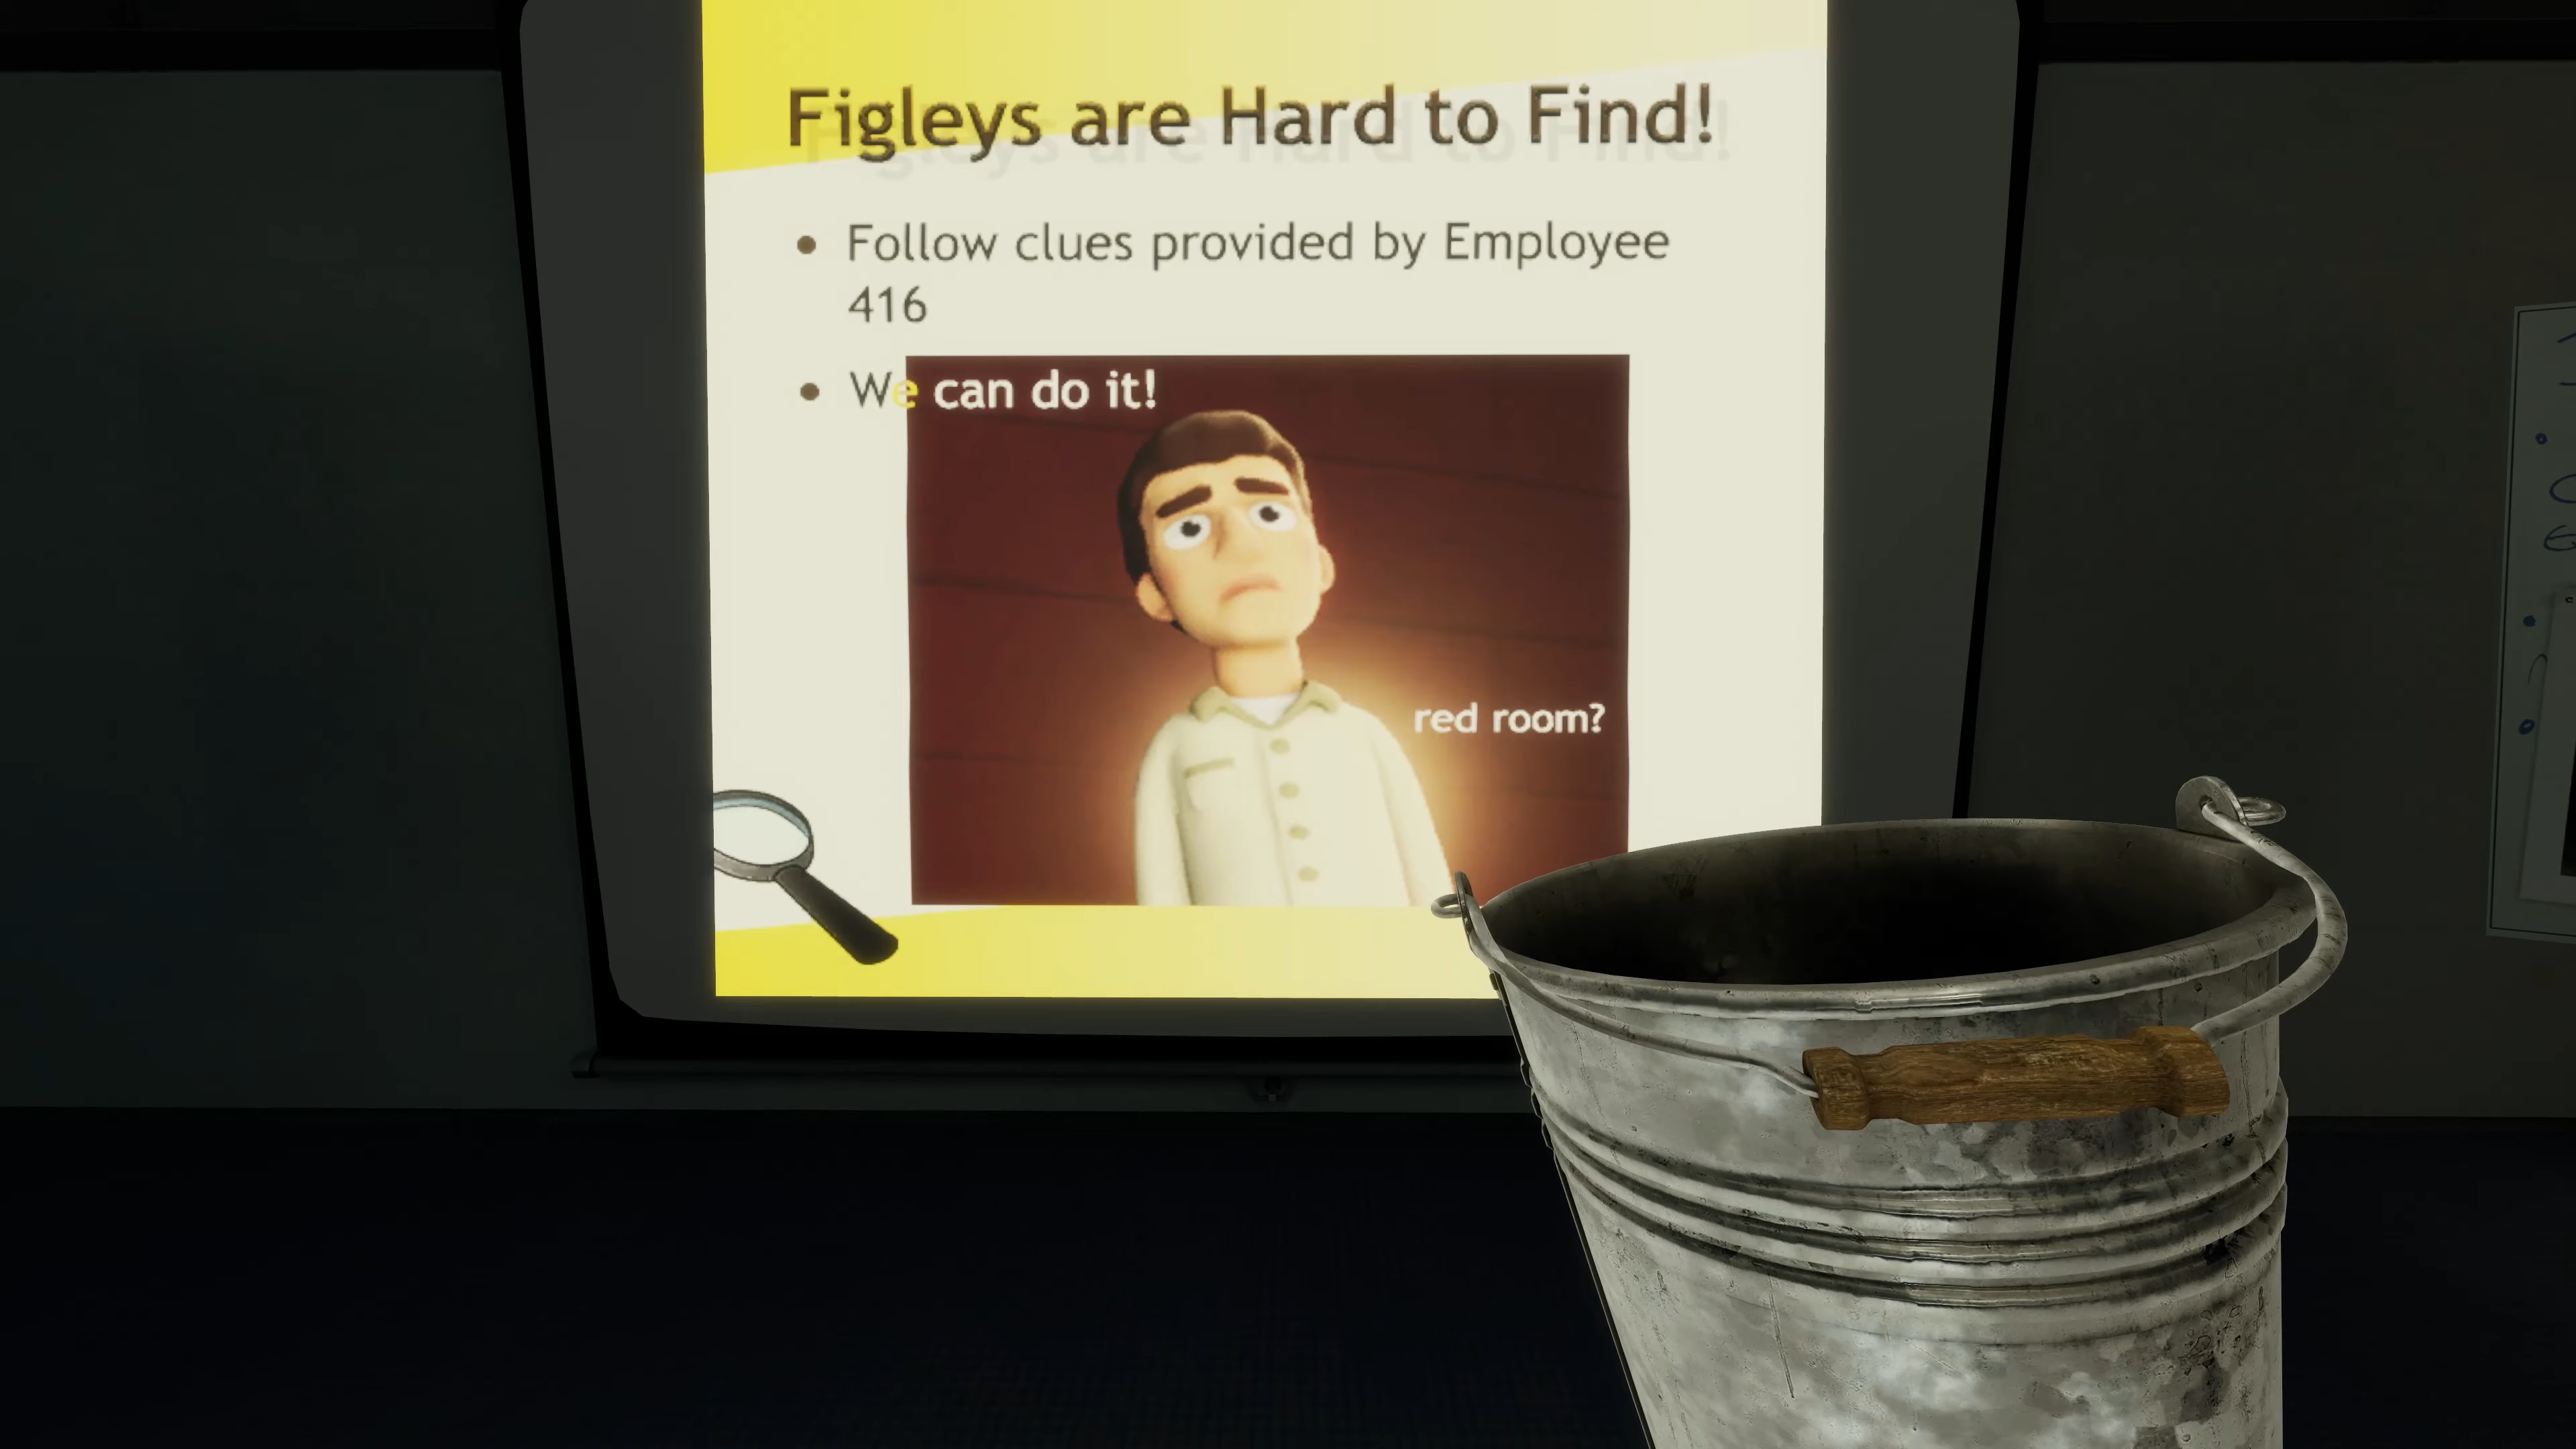 Figleys are Hard to Find!
Follow clues provided by Employee
416
We can do it!
red room?